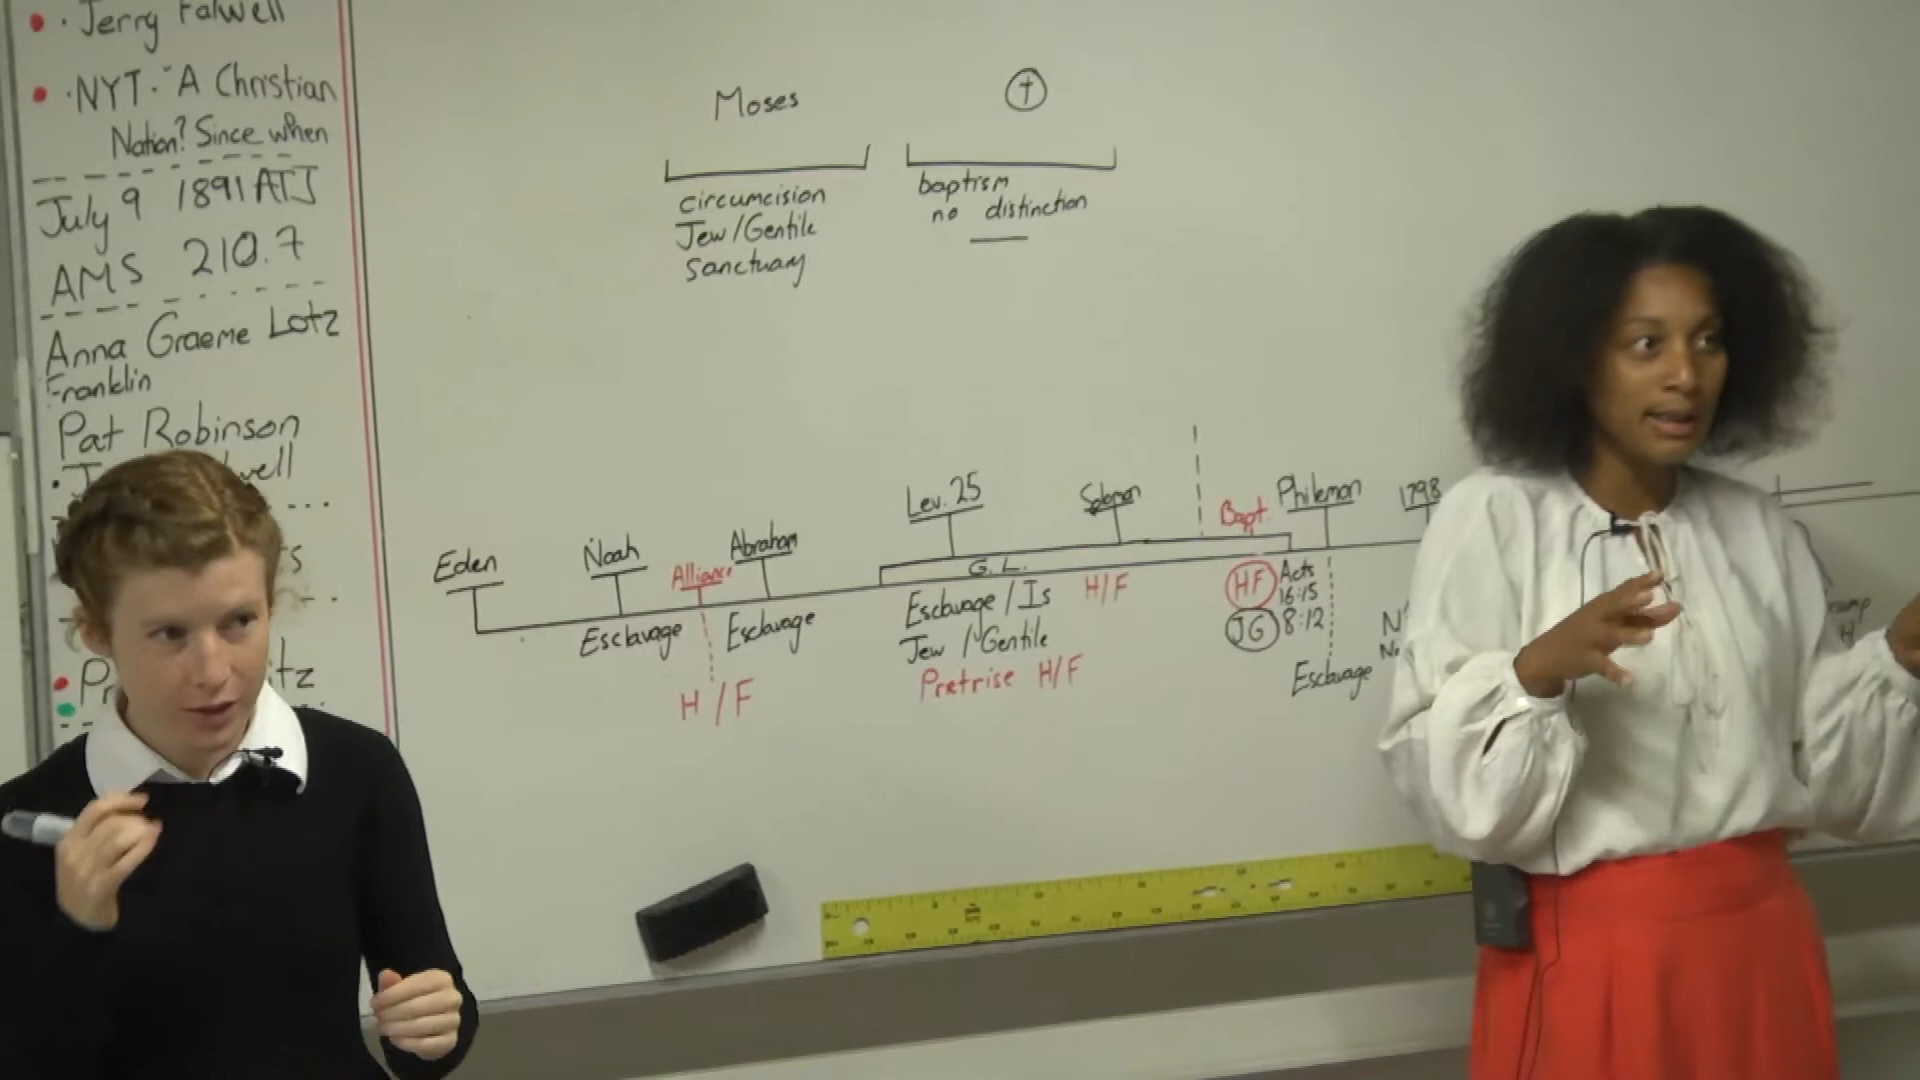 · Jerry Falwell
· NYT. "A Christian
Nation? Since when
July 9 1891 ATJ
AMS 210.7
Anna Graeme Lotz
Franklin
Pat Robinson
Moses
circumcision
Jew/Gentile
Sanctuary
†
baptism
no distinction
Eden
Noah
Alliance
Abraham
Lev. 25
Solomon
Bapt.
Philemon
1798
G. L.
Esclavage
H/F
Esclavage
Esclavage/Is
Jew/Gentile
Pretrise H/F
H/F
HF
JG
Acts
16:15
8:12
Esclavage